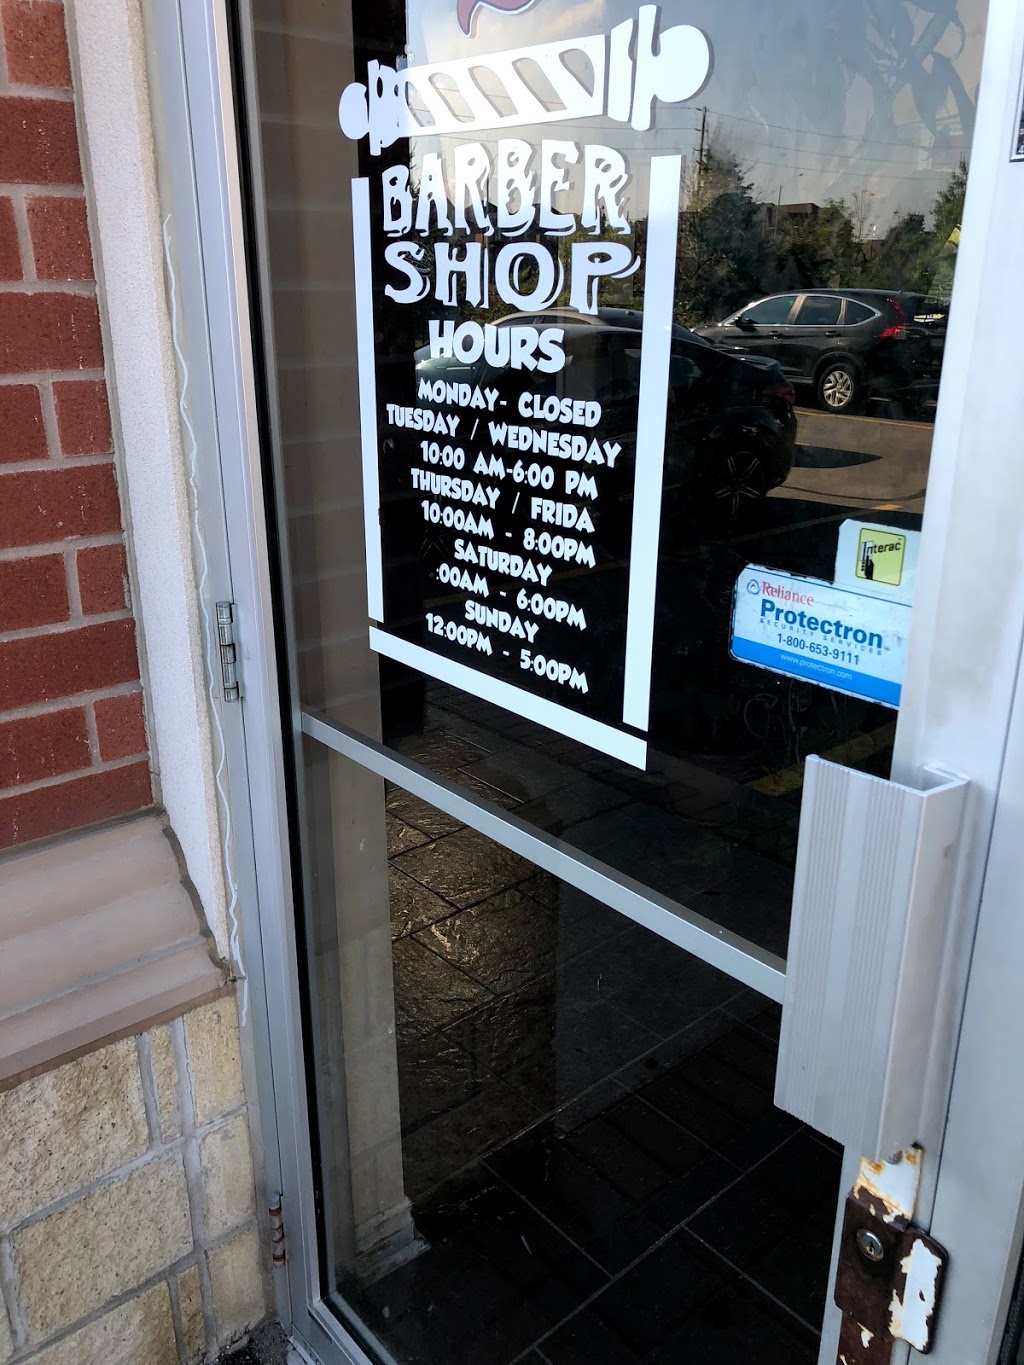 BARBER
SHOP
HOURS
MONDAY- CLOSED
TUESDAY / WEDNESDAY
10:00 AM-6:00 PM
THURSDAY / FRIDA
10:00AM - 8:00PM
SATURDAY
:00AM - 6:00PM
SUNDAY
12:00PM - 5:00PM
Interac
Reliance
Protectron
SECURITY SERVICES
1-800-653-9111
www.protectron.com